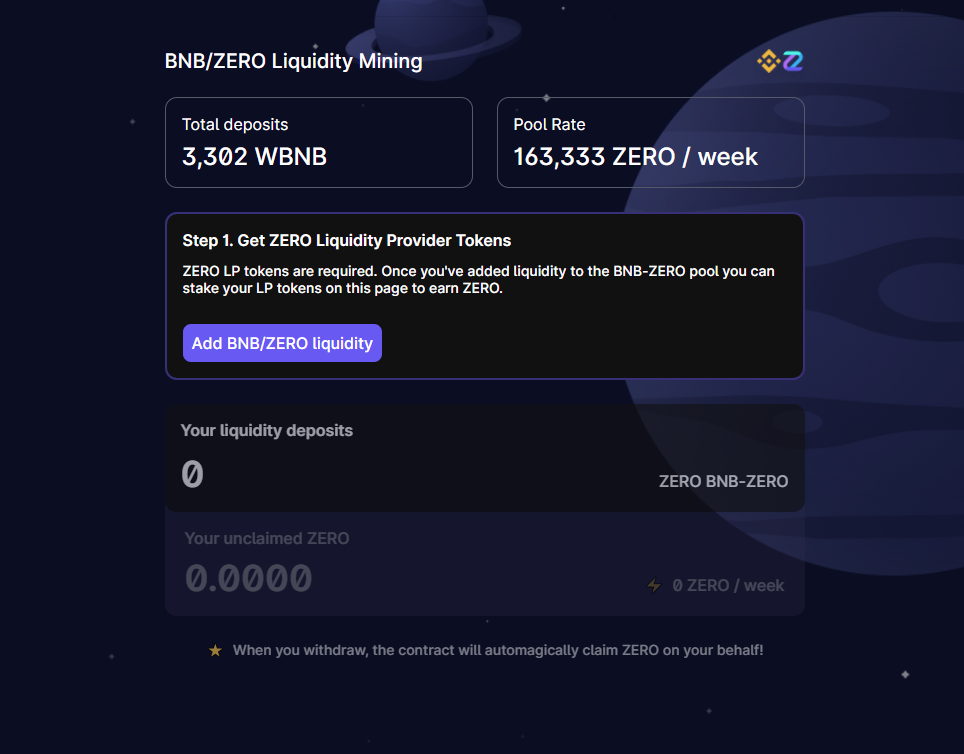 BNB/ZERO Liquidity Mining
Total deposits
3,302 WBNB
Pool Rate
163,333 ZERO / week
Step 1. Get ZERO Liquidity Provider Tokens
ZERO LP tokens are required. Once you've added liquidity to the BNB-ZERO pool you can
stake your LP tokens on this page to earn ZERO.
Add BNB/ZERO liquidity
Your liquidity deposits
0
ZERO BNB-ZERO
Your unclaimed ZERO
0.0000
0 ZERO / week
When you withdraw, the contract will automagically claim ZERO on your behalf!